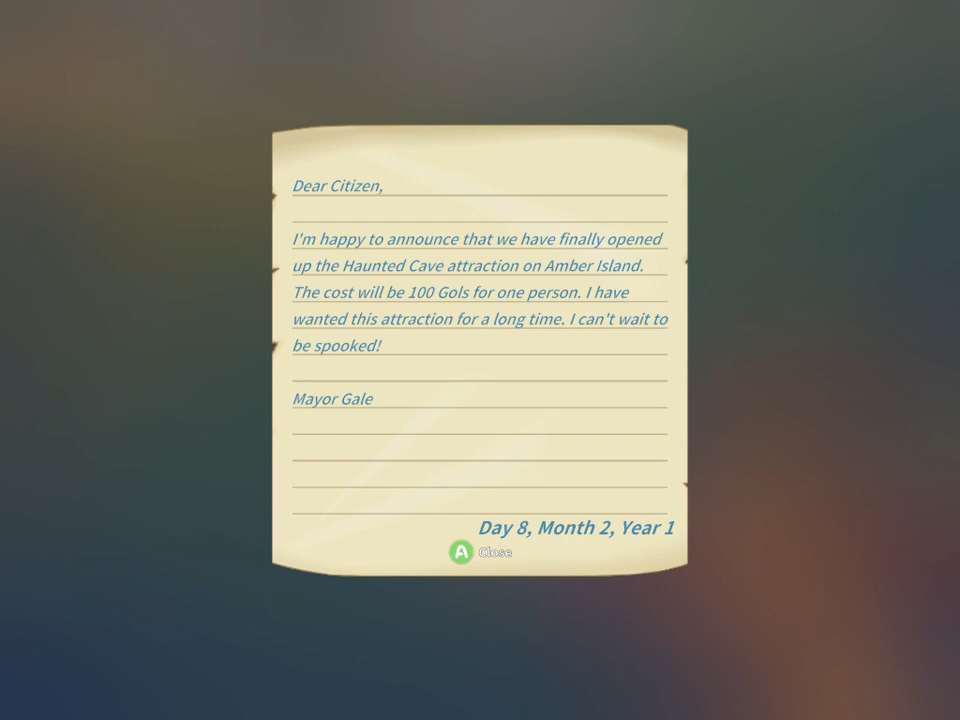 Dear Citizen,
I'm happy to announce that we have finally opened
up the Haunted Cave attraction on Amber Island.
The cost will be 100 Gols for one person. I have
wanted this attraction for a long time. I can't wait to
be spooked!
Mayor Gale
Day 8, Month 2, Year 1
A Close